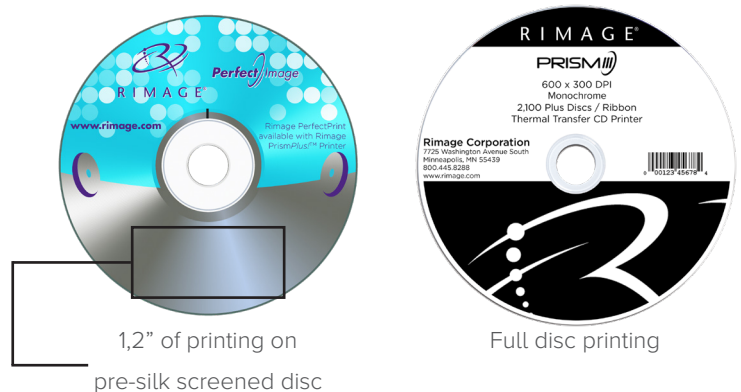 RIMAGE®
Perfect Image
www.rimage.com
Rimage PerfectPrint
available with Rimage
PrismPlus!™ Printer
1,2” of printing on
pre-silk screened disc
RIMAGE®
PRISM III
600 x 300 DPI
Monochrome
2,100 Plus Discs / Ribbon
Thermal Transfer CD Printer
Rimage Corporation
7725 Washington Avenue South
Minneapolis, MN 55439
800.445.8288
www.rimage.com
0 00123 45678 4
Full disc printing